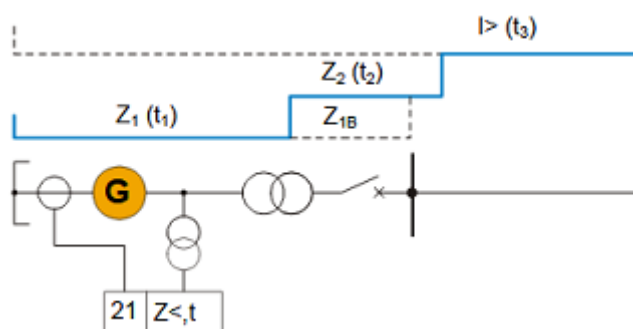 I> (t₃)
Z₂ (t₂)
Z₁ (t₁)
Z₁B
G
21 Z<,t